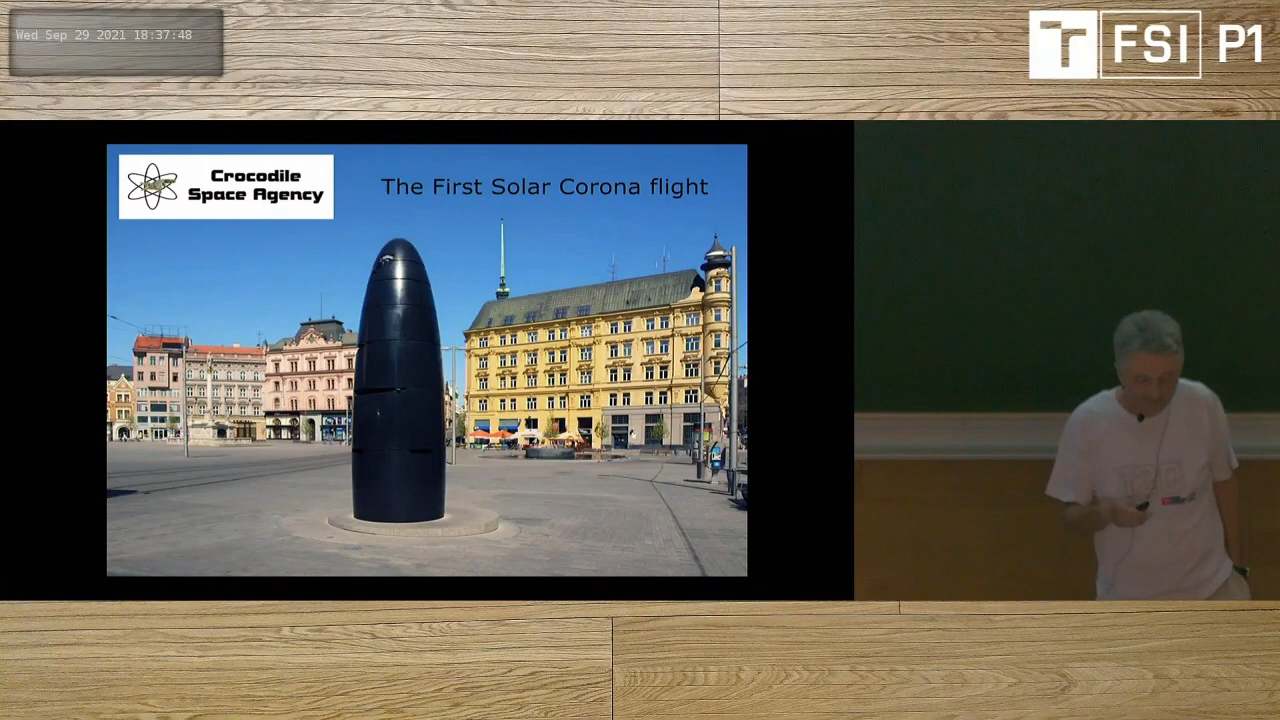 Wed Sep 29 2021 18:37:48
T FSI P1
Crocodile
Space Agency
The First Solar Corona flight